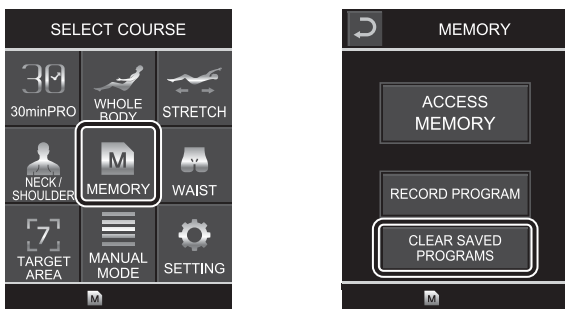 SELECT COURSE
30
30minPRO
WHOLE
BODY
STRETCH
NECK /
SHOULDER
M
MEMORY
WAIST
7
TARGET
AREA
MANUAL
MODE
SETTING
M
MEMORY
ACCESS
MEMORY
RECORD PROGRAM
CLEAR SAVED
PROGRAMS
M